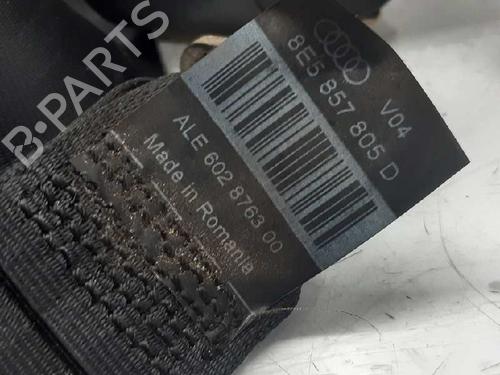 B-PARTS
V04
8E5 857 805 D
ALE 602 8763 00
Made in Romania